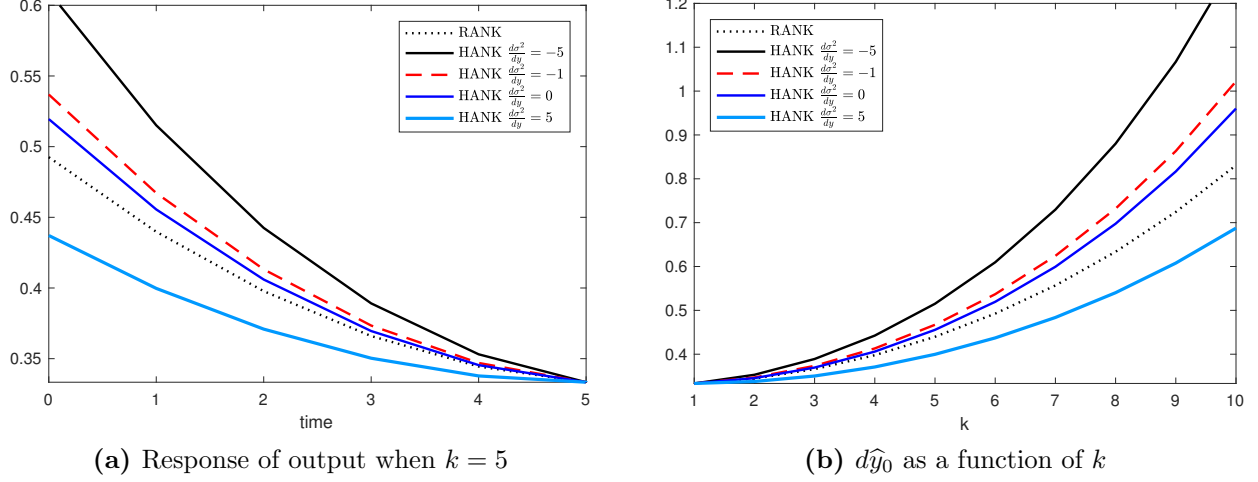 0.6
0.55
0.5
0.45
0.4
0.35
0 1 2 3 4 5
time
RANK
HANK dσ²/dy = −5
HANK dσ²/dy = −1
HANK dσ²/dy = 0
HANK dσ²/dy = 5
(a) Response of output when k = 5
1.2
1.1
1
0.9
0.8
0.7
0.6
0.5
0.4
1 2 3 4 5 6 7 8 9 10
k
RANK
HANK dσ²/dy = −5
HANK dσ²/dy = −1
HANK dσ²/dy = 0
HANK dσ²/dy = 5
(b) dŷ₀ as a function of k